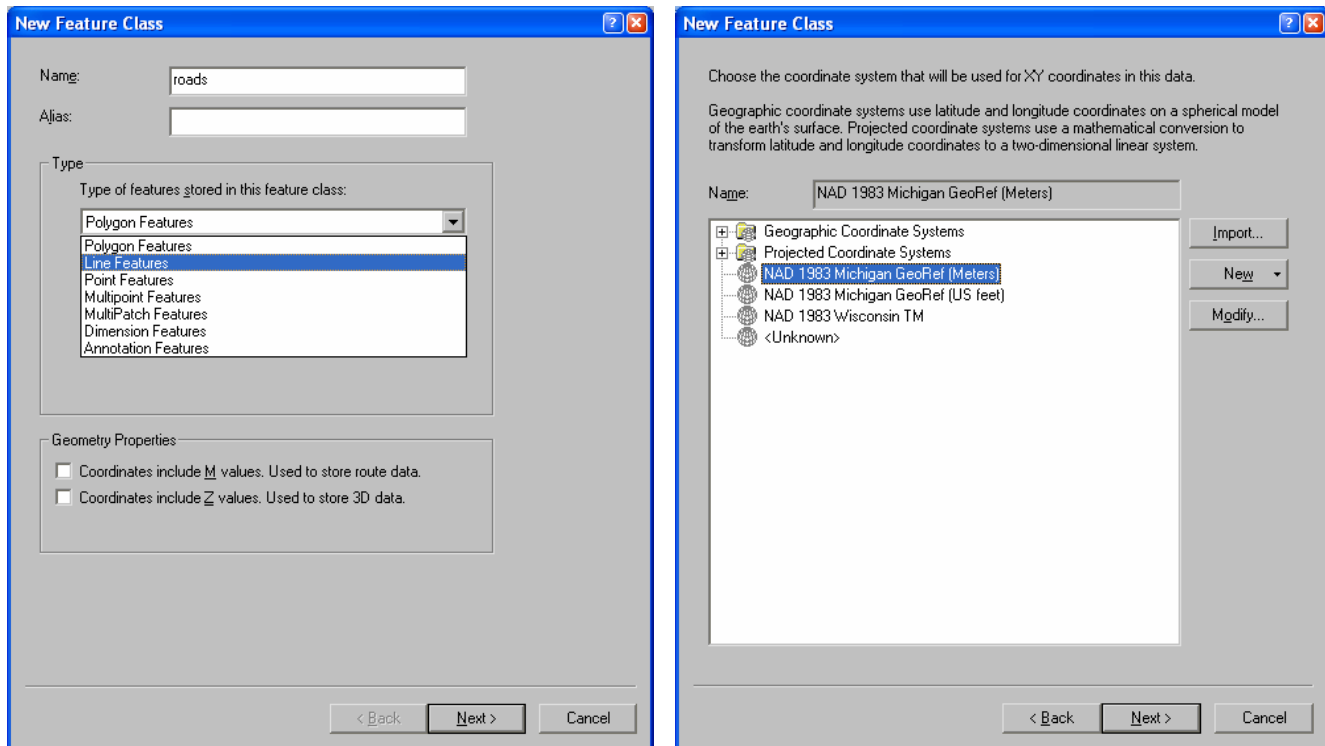 New Feature Class
Name:
roads
Alias:
Type
Type of features stored in this feature class:
Polygon Features
Polygon Features
Line Features
Point Features
Multipoint Features
MultiPatch Features
Dimension Features
Annotation Features
Geometry Properties
Coordinates include M values. Used to store route data.
Coordinates include Z values. Used to store 3D data.
< Back
Next >
Cancel
New Feature Class
Choose the coordinate system that will be used for XY coordinates in this data.
Geographic coordinate systems use latitude and longitude coordinates on a spherical model
of the earth's surface. Projected coordinate systems use a mathematical conversion to
transform latitude and longitude coordinates to a two-dimensional linear system.
Name:
NAD 1983 Michigan GeoRef (Meters)
Geographic Coordinate Systems
Projected Coordinate Systems
NAD 1983 Michigan GeoRef (Meters)
NAD 1983 Michigan GeoRef (US feet)
NAD 1983 Wisconsin TM
<Unknown>
Import...
New
Modify...
< Back
Next >
Cancel